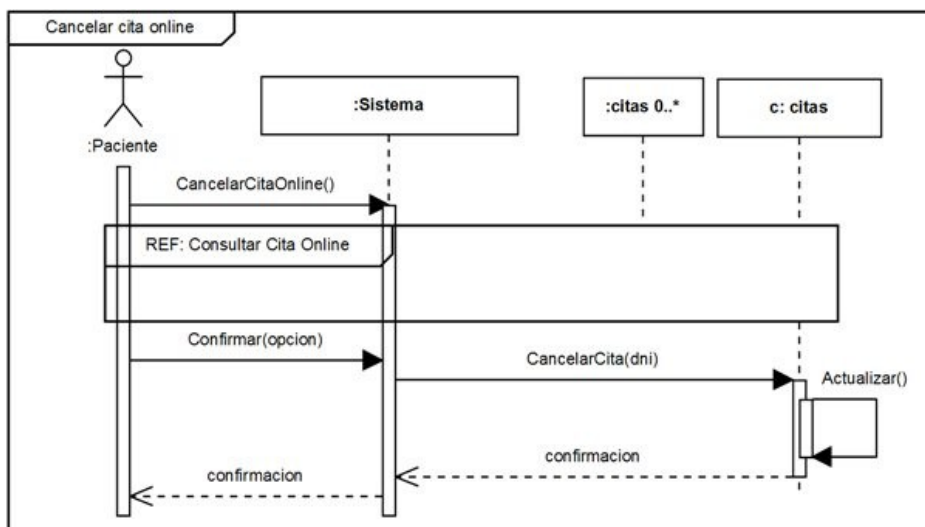 Cancelar cita online
:Paciente
:Sistema
:citas 0..*
c: citas
CancelarCitaOnline()
REF: Consultar Cita Online
Confirmar(opcion)
CancelarCita(dni)
Actualizar()
confirmacion
confirmacion